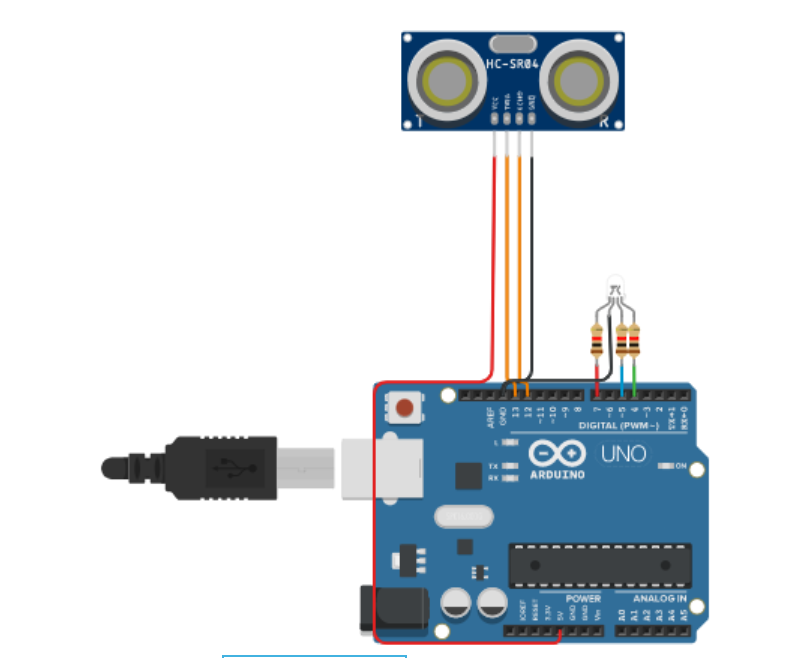 HC-SR04
VCC
TRIG
ECHO
GND
T
R
AREF
GND
13
12
~11
~10
~9
8
7
~6
~5
4
~3
2
TX→1
RX←0
DIGITAL (PWM~)
L
TX
RX
UNO
ARDUINO
ON
POWER
ANALOG IN
IOREF
RESET
3.3V
5V
GND
GND
Vin
A0
A1
A2
A3
A4
A5